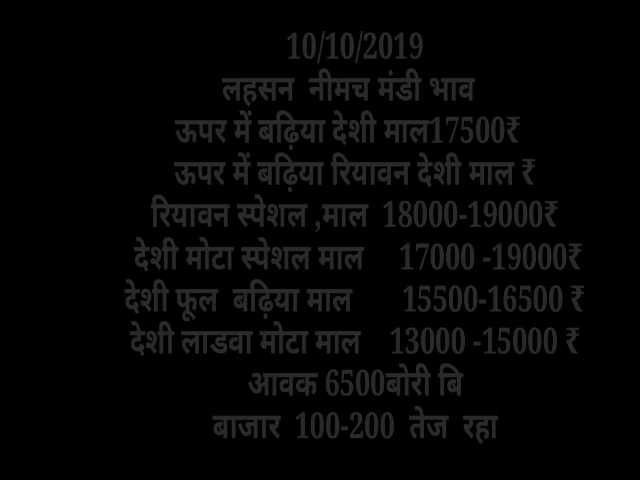 10/10/2019
लहसन नीमच मंडी भाव
ऊपर में बढ़िया देशी माल17500₹
ऊपर में बढ़िया रियावन देशी माल ₹
रियावन स्पेशल ,माल 18000-19000₹
देशी मोटा स्पेशल माल 17000 -19000₹
देशी फूल बढ़िया माल 15500-16500 ₹
देशी लाडवा मोटा माल 13000 -15000 ₹
आवक 6500बोरी बि
बाजार 100-200 तेज रहा